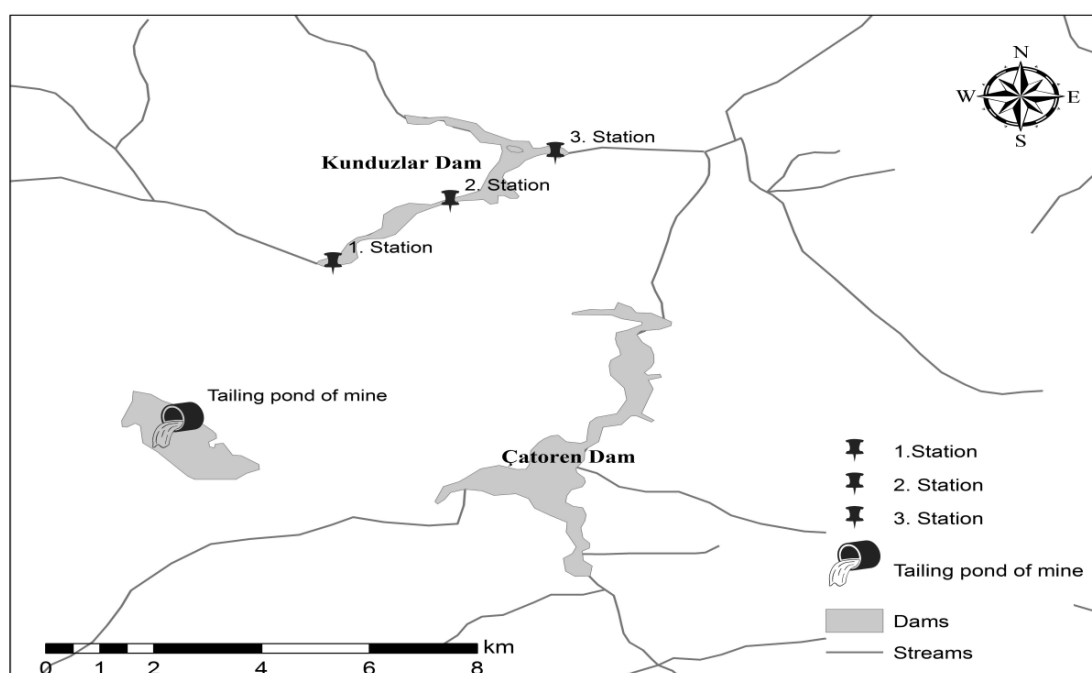 N
W E
S
3. Station
Kunduzlar Dam
2. Station
1. Station
Tailing pond of mine
Çatoren Dam
1.Station
2. Station
3. Station
Tailing pond of mine
Dams
Streams
km
0 1 2 4 6 8